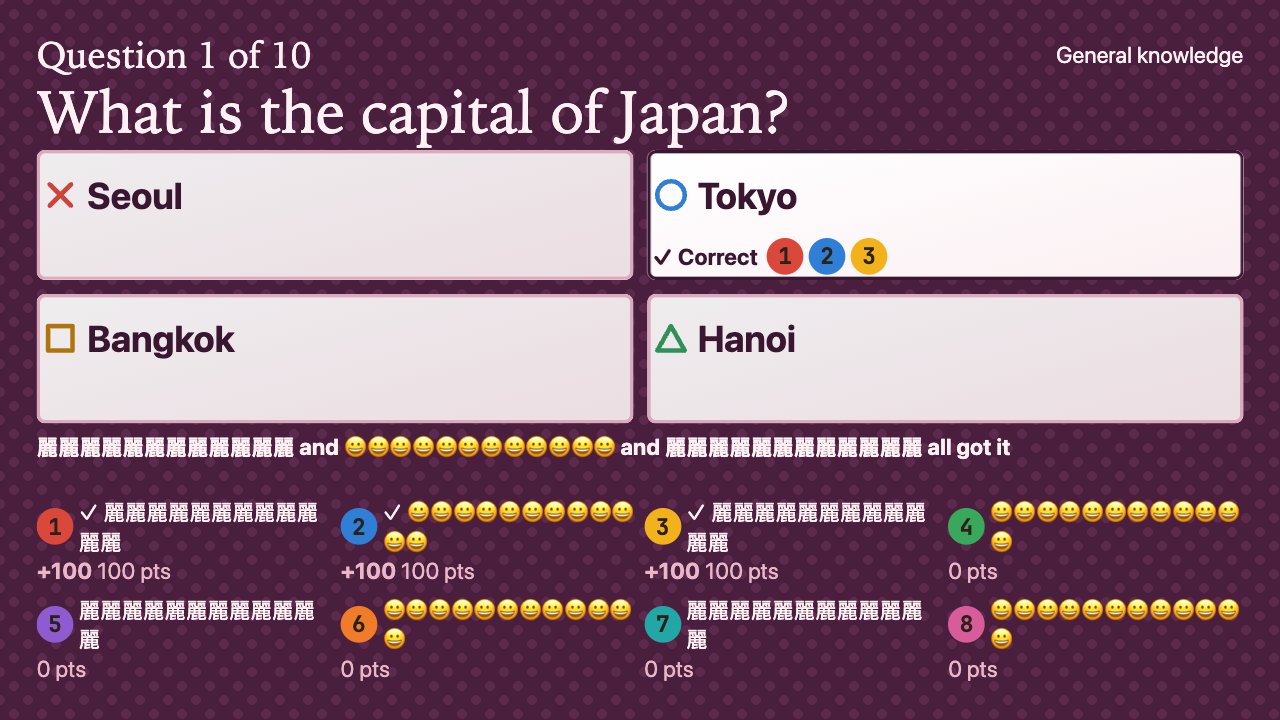 Question 1 of 10
General knowledge
What is the capital of Japan?
Seoul
Tokyo
✓ Correct 1 2 3
Bangkok
Hanoi
麗麗麗麗麗麗麗麗麗麗麗麗 and 😀😀😀😀😀😀😀😀😀😀😀😀 and 麗麗麗麗麗麗麗麗麗麗麗麗 all got it
1 ✓ 麗麗麗麗麗麗麗麗麗麗
麗麗
+100 100 pts
2 ✓ 😀😀😀😀😀😀😀😀😀😀
😀😀
+100 100 pts
3 ✓ 麗麗麗麗麗麗麗麗麗麗
麗麗
+100 100 pts
4 😀😀😀😀😀😀😀😀😀😀😀
😀
0 pts
5 麗麗麗麗麗麗麗麗麗麗麗
麗
0 pts
6 😀😀😀😀😀😀😀😀😀😀😀
😀
0 pts
7 麗麗麗麗麗麗麗麗麗麗麗
麗
0 pts
8 😀😀😀😀😀😀😀😀😀😀😀
😀
0 pts